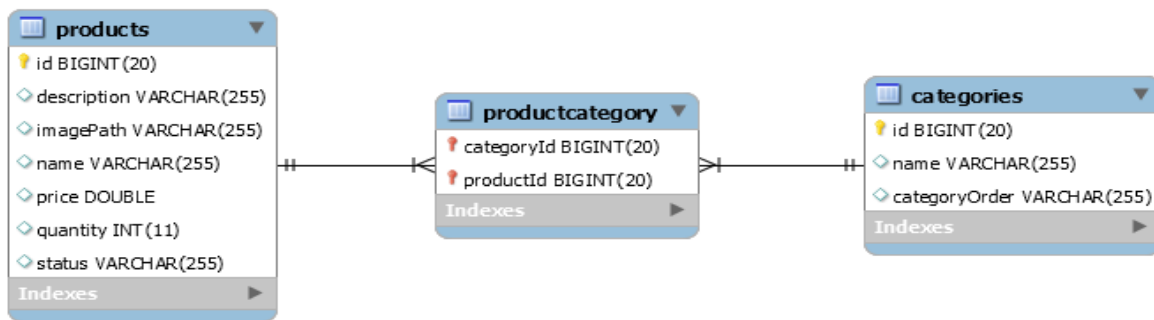 products
id BIGINT(20)
description VARCHAR(255)
imagePath VARCHAR(255)
name VARCHAR(255)
price DOUBLE
quantity INT(11)
status VARCHAR(255)
Indexes
productcategory
categoryId BIGINT(20)
productId BIGINT(20)
Indexes
categories
id BIGINT(20)
name VARCHAR(255)
categoryOrder VARCHAR(255)
Indexes